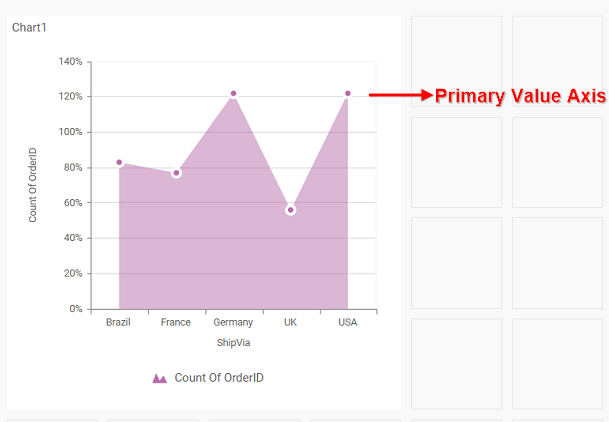 Chart1
140%
120%
Primary Value Axis
100%
80%
60%
40%
20%
0%
Count Of OrderID
Brazil France Germany UK USA
ShipVia
Count Of OrderID